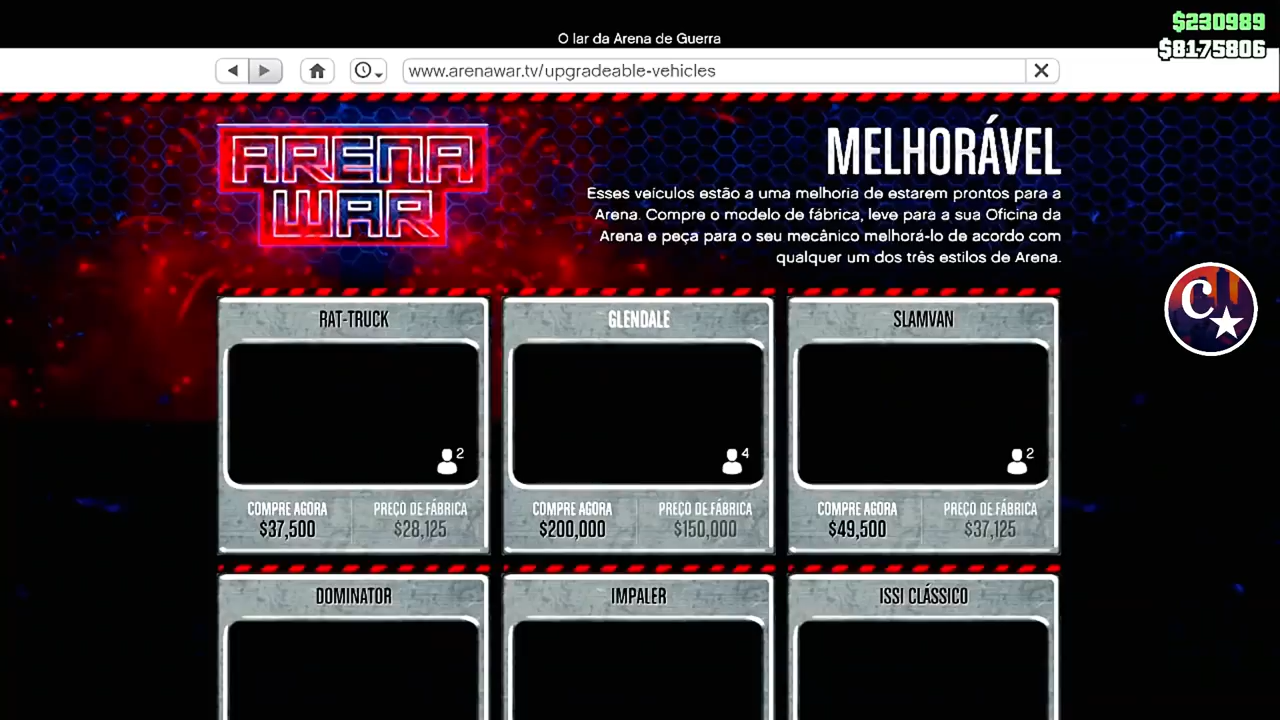 $230989
$8175806
O lar da Arena de Guerra
www.arenawar.tv/upgradeable-vehicles
ARENA
WAR
MELHORÁVEL
Esses veículos estão a uma melhoria de estarem prontos para a
Arena. Compre o modelo de fábrica, leve para a sua Oficina da
Arena e peça para o seu mecânico melhorá-lo de acordo com
qualquer um dos três estilos de Arena.
RAT-TRUCK
2
COMPRE AGORA PREÇO DE FÁBRICA
$37,500 $28,125
GLENDALE
4
COMPRE AGORA PREÇO DE FÁBRICA
$200,000 $150,000
SLAMVAN
2
COMPRE AGORA PREÇO DE FÁBRICA
$49,500 $37,125
DOMINATOR
IMPALER
ISSI CLÁSSICO
CU